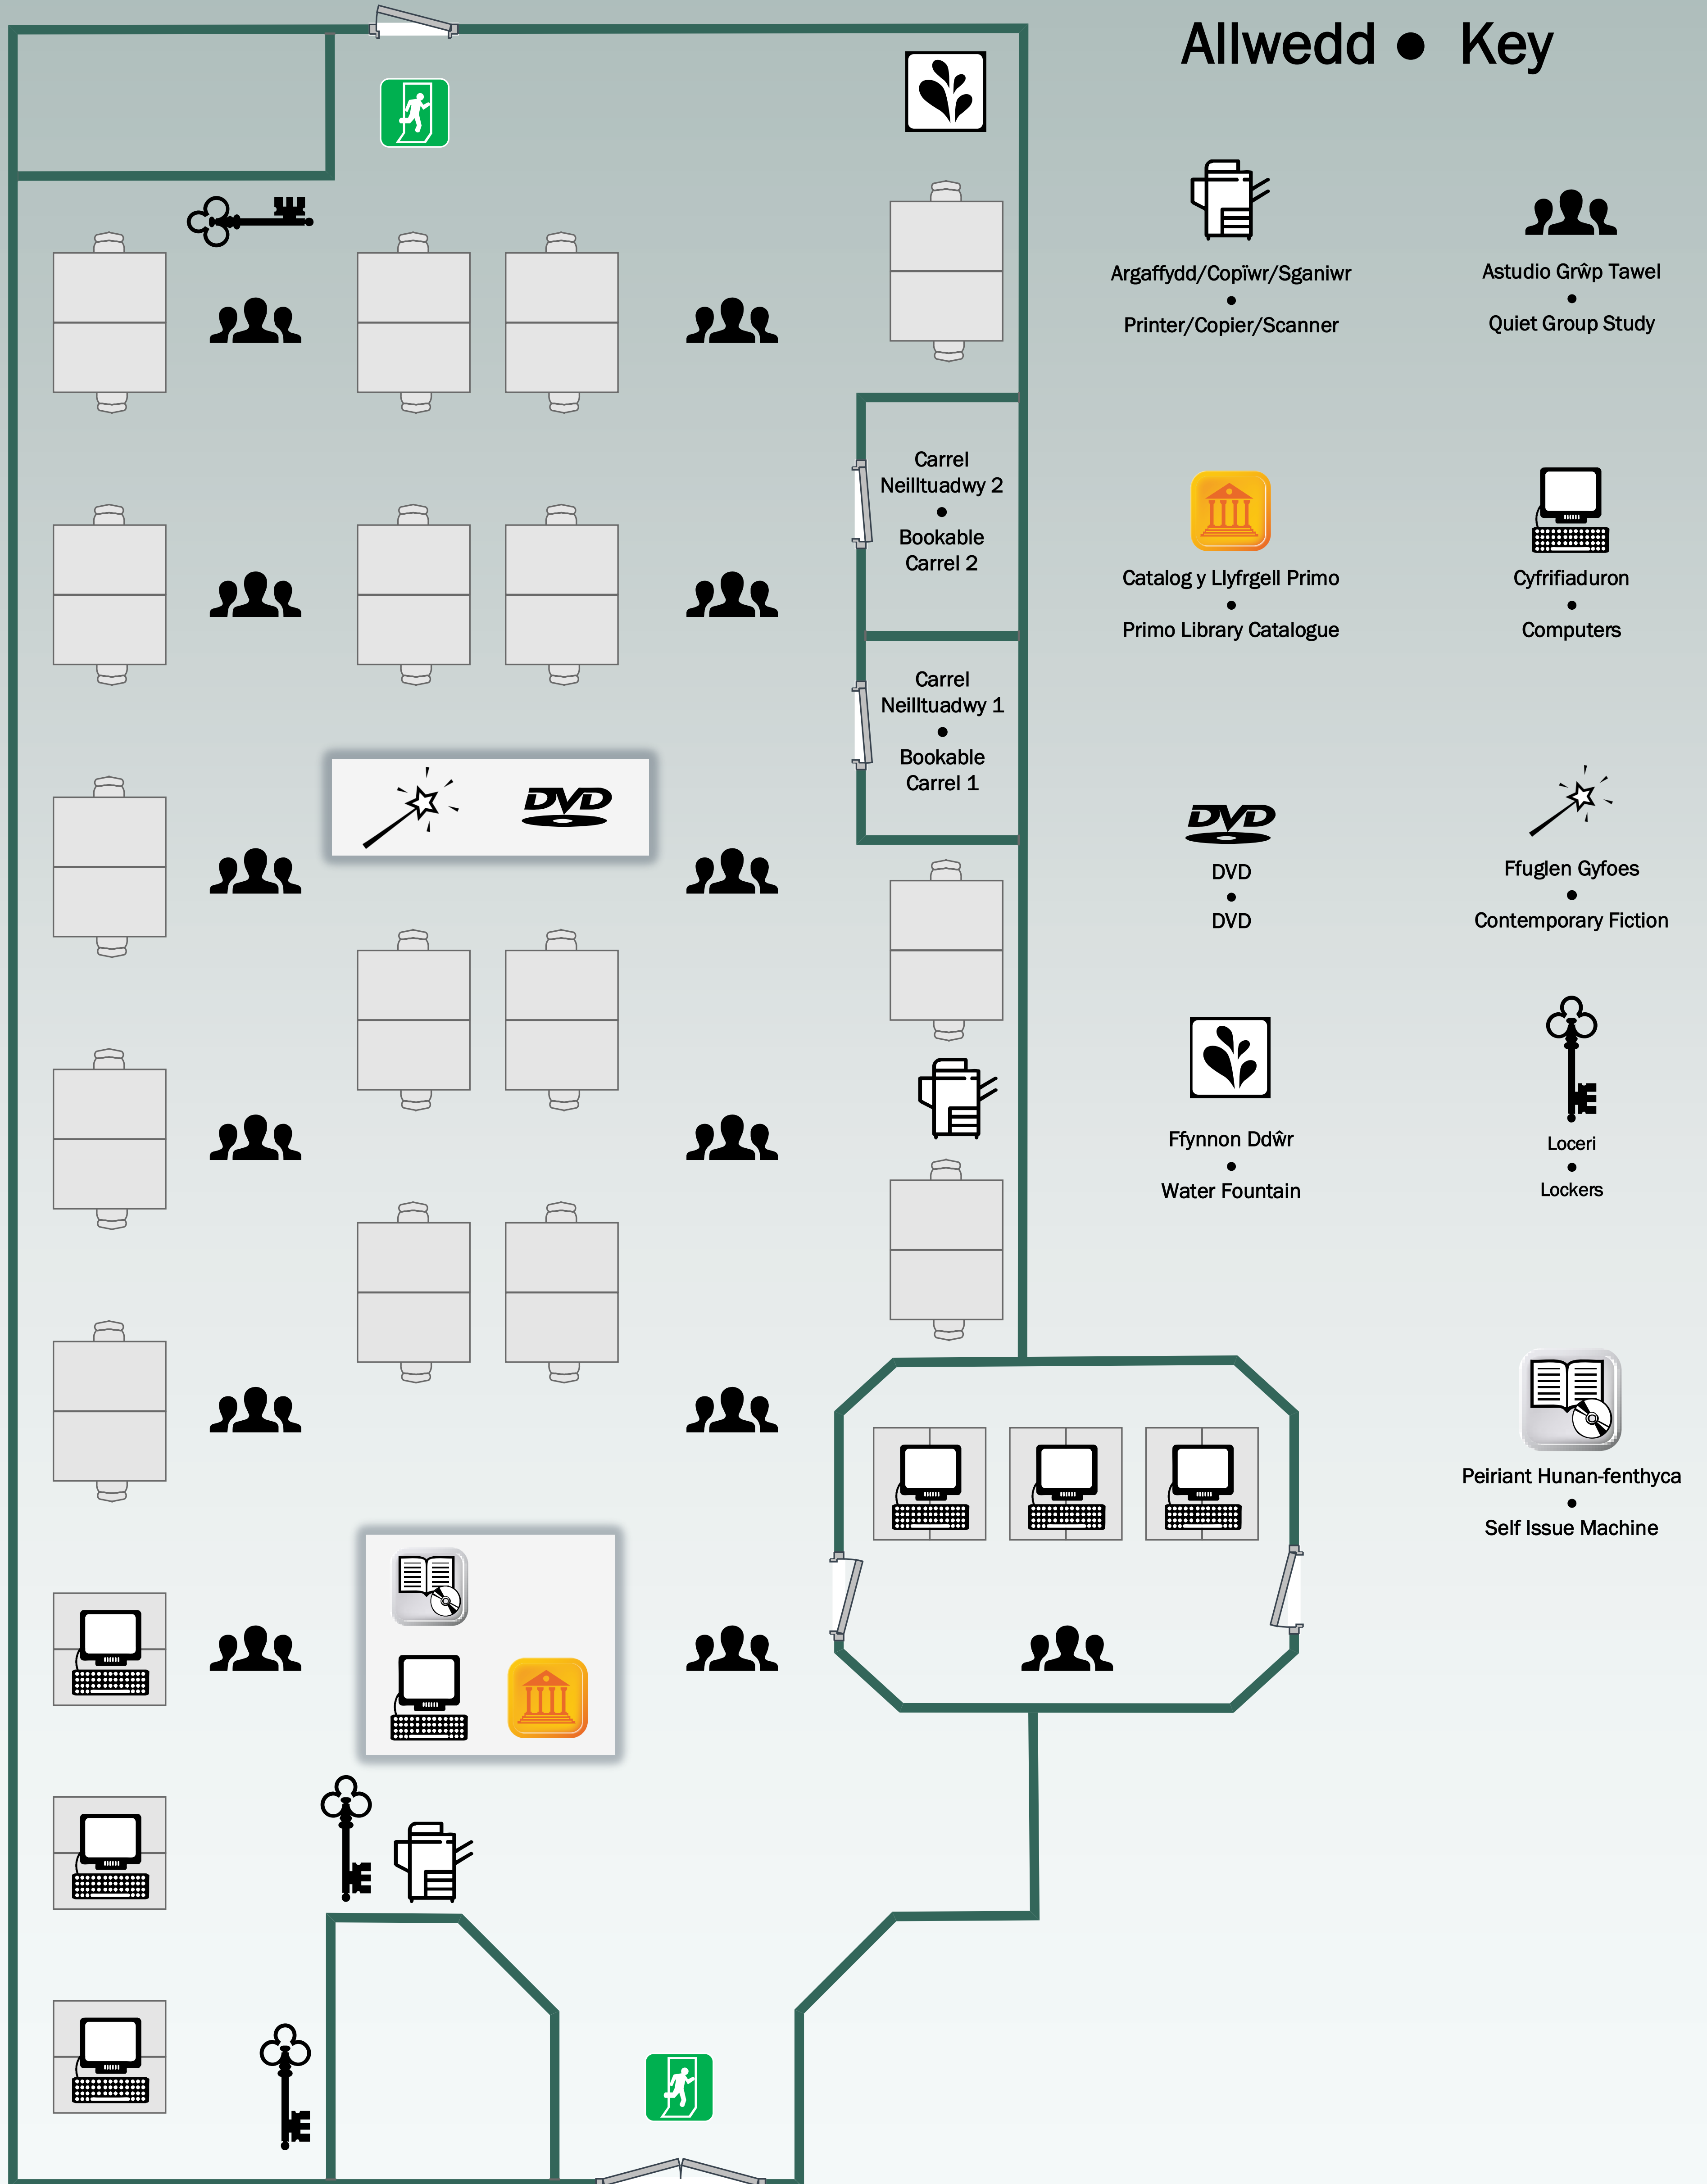 Allwedd • Key
Argaffydd/Copïwr/Sganiwr
•
Printer/Copier/Scanner
Astudio Grŵp Tawel
•
Quiet Group Study
Carrel
Neilltuadwy 2
•
Bookable
Carrel 2
Catalog y Llyfrgell Primo
•
Primo Library Catalogue
Cyfrifiaduron
•
Computers
Carrel
Neilltuadwy 1
•
Bookable
Carrel 1
DVD
DVD
DVD
•
DVD
Ffuglen Gyfoes
•
Contemporary Fiction
Ffynnon Ddŵr
•
Water Fountain
Loceri
•
Lockers
Peiriant Hunan-fenthyca
•
Self Issue Machine